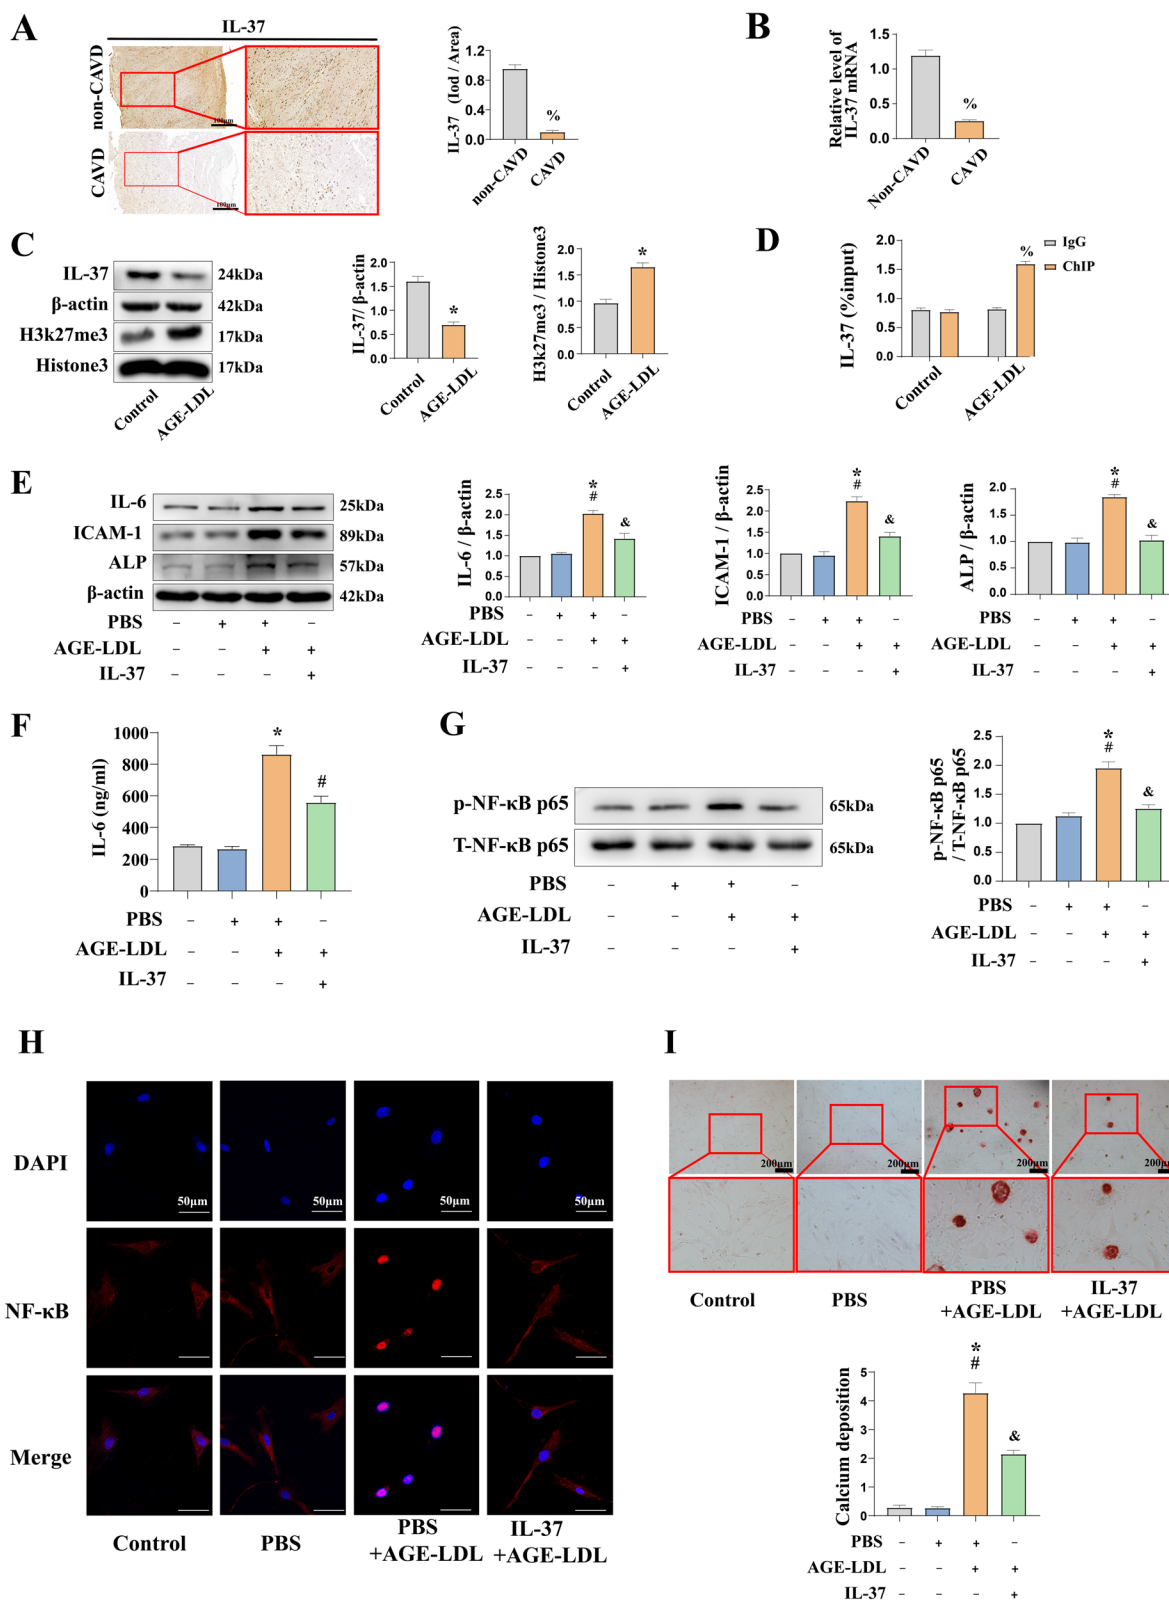 A
IL-37
non-CAVD
100μm
CAVD
100μm
IL-37 (Iod / Area)
1.2
0.8
0.4
0.0
%
non-CAVD
CAVD
B
Relative level of
IL-37 mRNA
1.5
1.0
0.5
0.0
%
Non-CAVD
CAVD
C
IL-37
24kDa
β-actin
42kDa
H3k27me3
17kDa
Histone3
17kDa
Control
AGE-LDL
IL-37/ β-actin
2.0
1.5
1.0
0.5
0.0
*
Control
AGE-LDL
H3k27me3 / Histone3
2.0
1.5
1.0
0.5
0.0
*
Control
AGE-LDL
D
IL-37 (%input)
2.0
1.5
1.0
0.5
0.0
%
IgG
ChIP
Control
AGE-LDL
E
IL-6
25kDa
ICAM-1
89kDa
ALP
57kDa
β-actin
42kDa
PBS - + + -
AGE-LDL - - + +
IL-37 - - - +
IL-6 / β-actin
2.5
2.0
1.5
1.0
0.5
0.0
*
#
&
PBS - + + -
AGE-LDL - - + +
IL-37 - - - +
ICAM-1 / β-actin
2.5
2.0
1.5
1.0
0.5
0.0
*
#
&
PBS - + + -
AGE-LDL - - + +
IL-37 - - - +
ALP / β-actin
2.0
1.5
1.0
0.5
0.0
*
#
&
PBS - + + -
AGE-LDL - - + +
IL-37 - - - +
F
IL-6 (ng/ml)
1000
800
600
400
200
0
*
#
PBS - + + -
AGE-LDL - - + +
IL-37 - - - +
G
p-NF-κB p65
65kDa
T-NF-κB p65
65kDa
PBS - + + -
AGE-LDL - - + +
IL-37 - - - +
p-NF-κB p65
/ T-NF-κB p65
2.5
2.0
1.5
1.0
0.5
0.0
*
#
&
PBS - + + -
AGE-LDL - - + +
IL-37 - - - +
H
DAPI
50μm
50μm
50μm
50μm
NF-κB
Merge
Control
PBS
PBS
+AGE-LDL
IL-37
+AGE-LDL
I
200μm
200μm
200μm
200μm
Control
PBS
PBS
+AGE-LDL
IL-37
+AGE-LDL
Calcium deposition
5
4
3
2
1
0
*
#
&
PBS - + + -
AGE-LDL - - + +
IL-37 - - - +